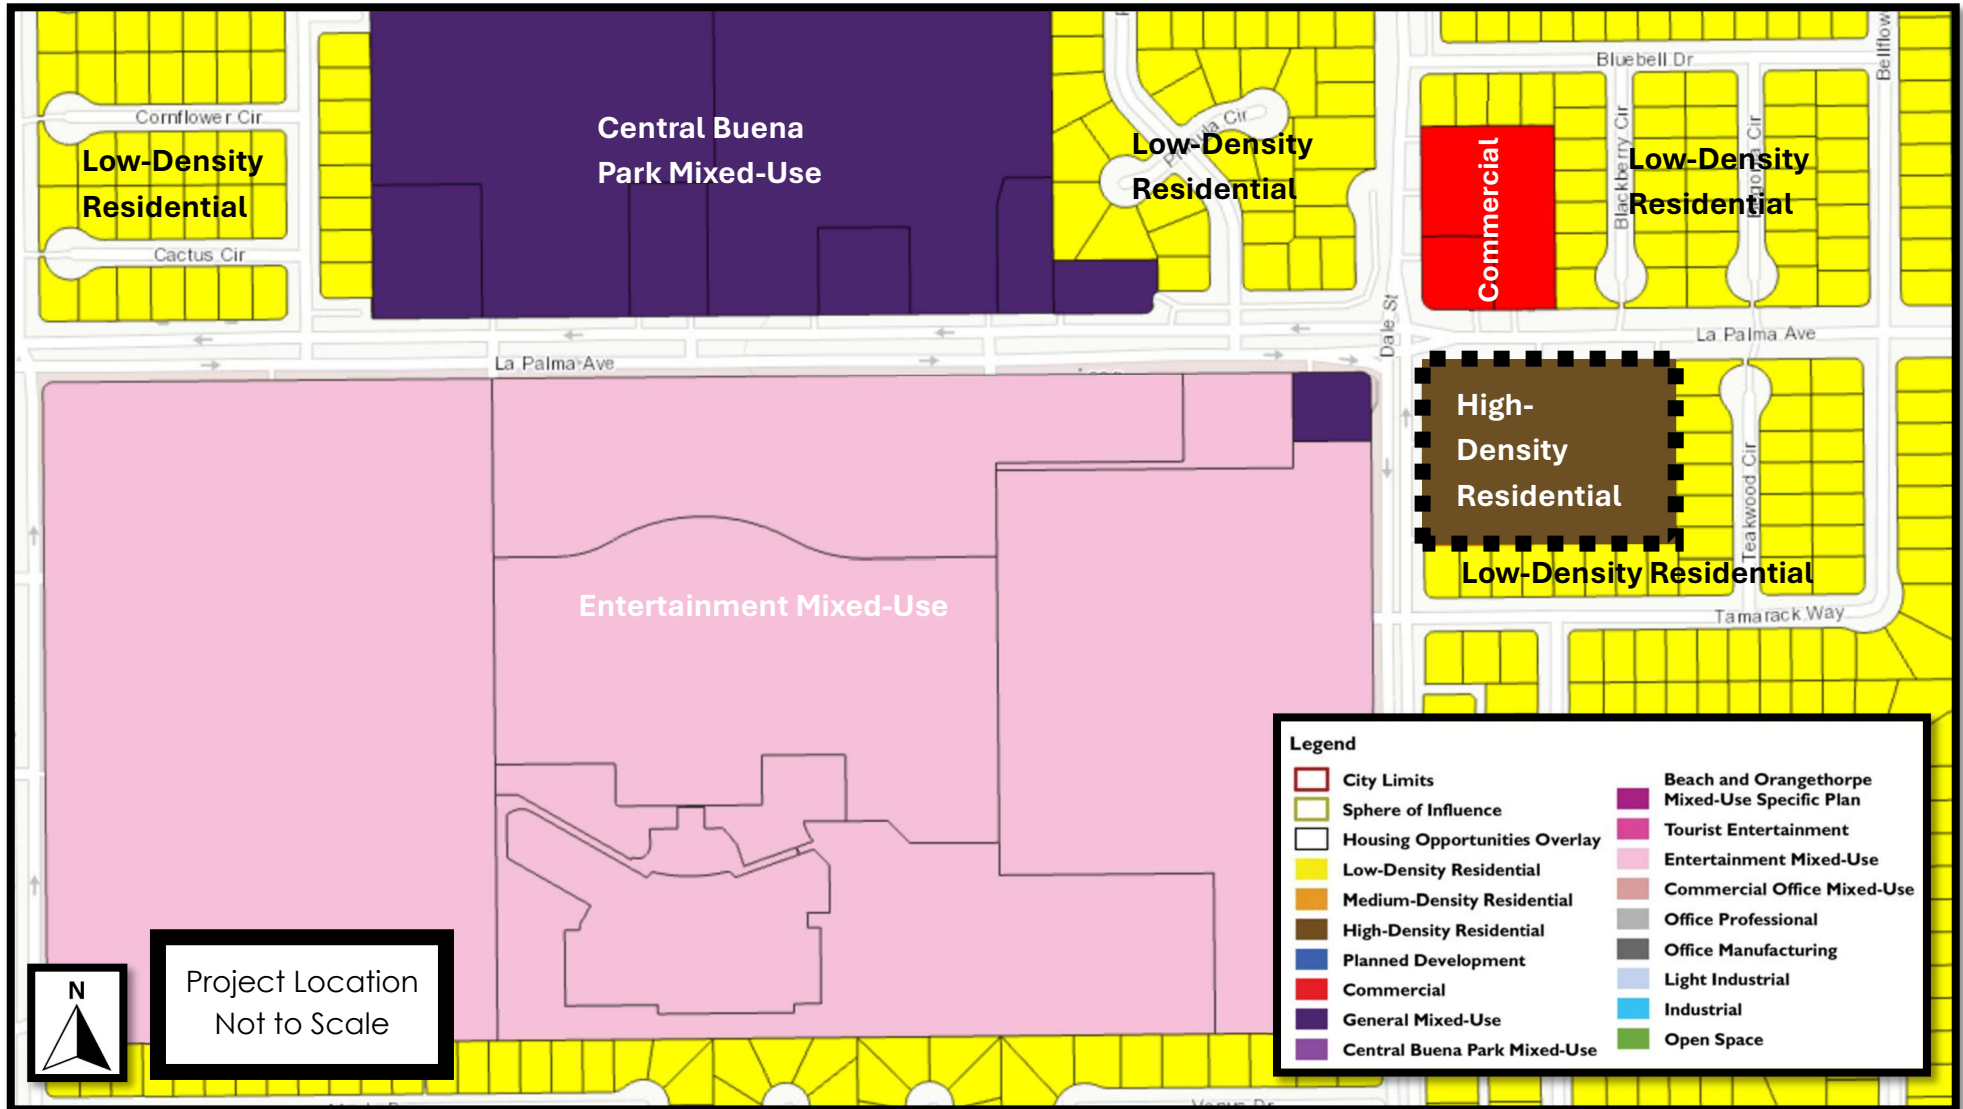 Cornflower Cir
Low-Density
Residential
Cactus Cir
Central Buena
Park Mixed-Use
Low-Density
Residential
Cir
Commercial
Bluebell Dr
Blackberry Cir
Cir
Low-Density
Residential
La Palma Ave
La Palma Ave
Dale St
High-
Density
Residential
Teakwood Cir
Low-Density Residential
Tamarack Way
Entertainment Mixed-Use
N
Project Location
Not to Scale
Legend
City Limits
Sphere of Influence
Housing Opportunities Overlay
Low-Density Residential
Medium-Density Residential
High-Density Residential
Planned Development
Commercial
General Mixed-Use
Central Buena Park Mixed-Use
Beach and Orangethorpe
Mixed-Use Specific Plan
Tourist Entertainment
Entertainment Mixed-Use
Commercial Office Mixed-Use
Office Professional
Office Manufacturing
Light Industrial
Industrial
Open Space